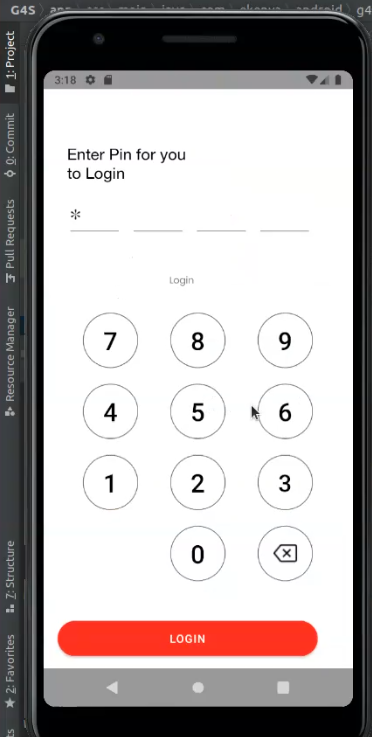 G4S
1: Project
0: Commit
Pull Requests
Resource Manager
7: Structure
2: Favorites
3:18
Enter Pin for you
to Login
*
Login
7 8 9
4 5 6
1 2 3
0
LOGIN